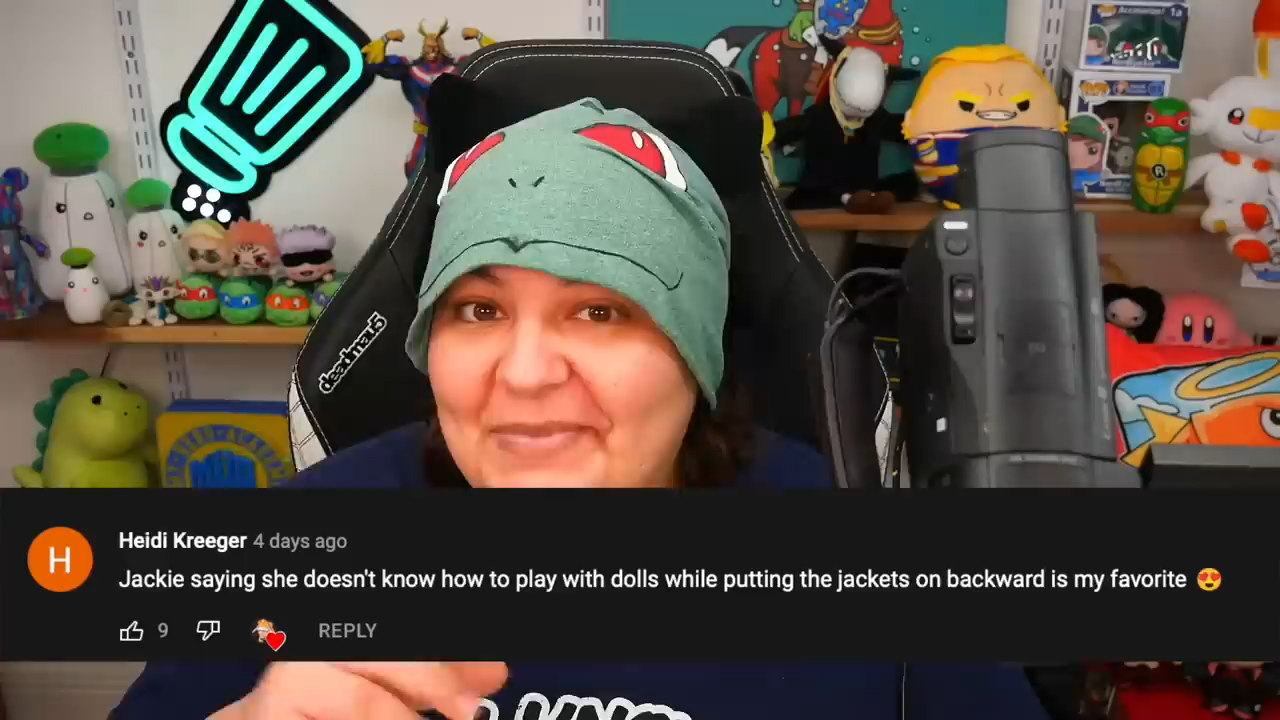 deadmau5
Heidi Kreeger 4 days ago
Jackie saying she doesn't know how to play with dolls while putting the jackets on backward is my favorite 😍
9
REPLY
H
R